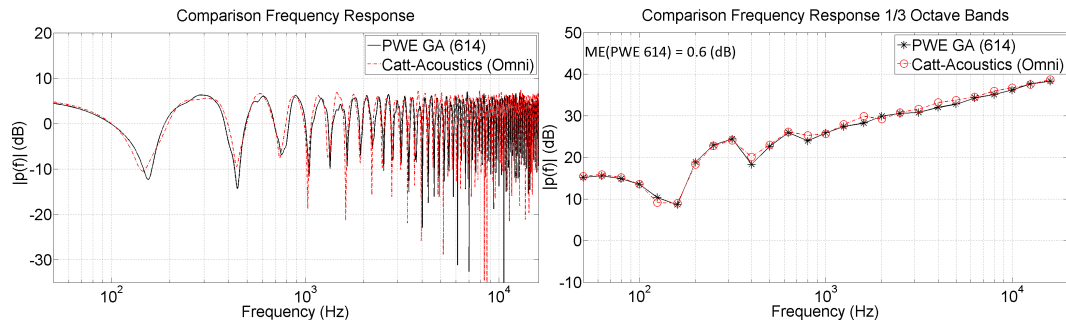 Comparison Frequency Response
20
10
0
-10
-20
-30
|p(f)| (dB)
PWE GA (614)
Catt-Acoustics (Omni)
10^2
10^3
10^4
Frequency (Hz)
Comparison Frequency Response 1/3 Octave Bands
50
40
30
20
10
0
-10
|p(f)| (dB)
ME(PWE 614) = 0.6 (dB)
PWE GA (614)
Catt-Acoustics (Omni)
10^2
10^3
10^4
Frequency (Hz)